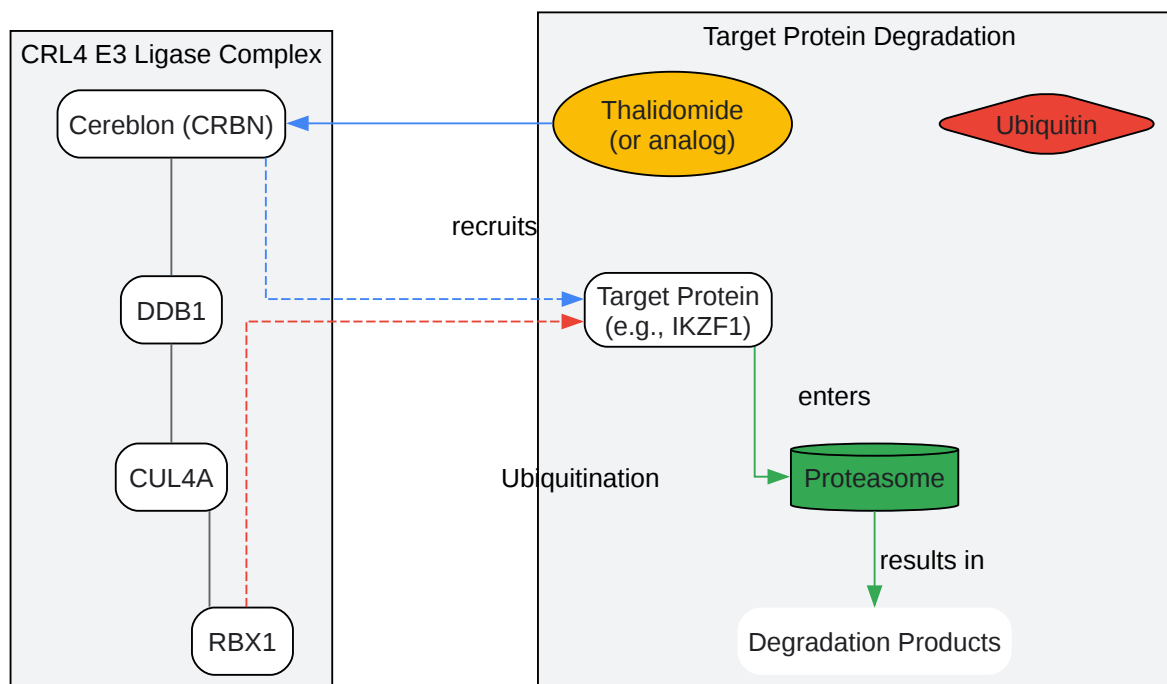 CRL4 E3 Ligase Complex
Cereblon (CRBN)
DDB1
CUL4A
RBX1
Target Protein Degradation
Thalidomide
(or analog)
Ubiquitin
recruits
Target Protein
(e.g., IKZF1)
enters
Ubiquitination
Proteasome
results in
Degradation Products